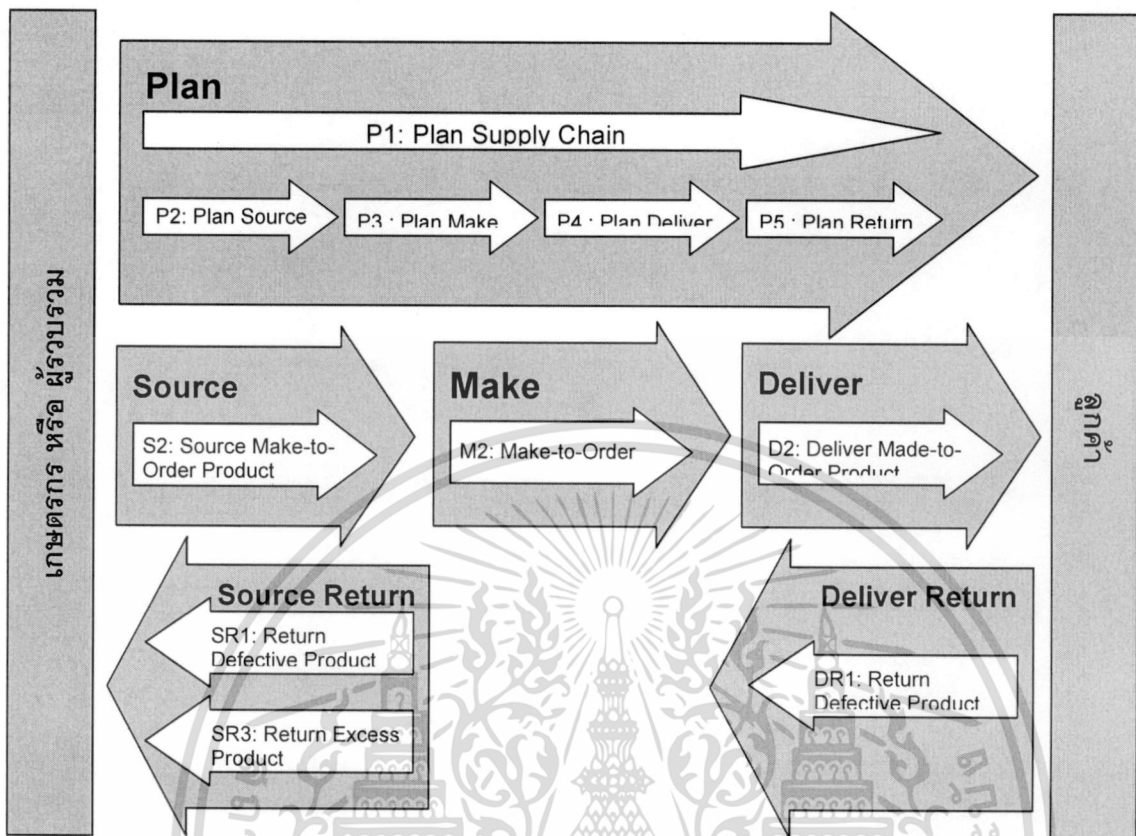 เกษตรกร หรือ ผู้รวบรวม
Plan
P1: Plan Supply Chain
P2: Plan Source
P3 : Plan Make
P4 : Plan Deliver
P5 : Plan Return
Source
S2: Source Make-to-
Order Product
Make
M2: Make-to-Order
Deliver
D2: Deliver Made-to-
Order Product
Source Return
SR1: Return
Defective Product
SR3: Return Excess
Product
Deliver Return
DR1: Return
Defective Product
ลูกค้า